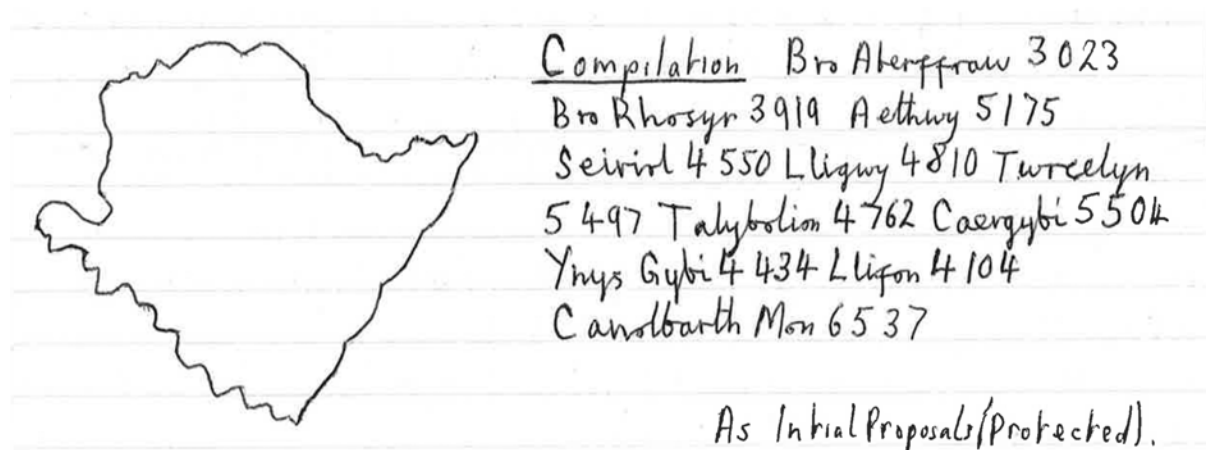 Compilation Bro Aberffraw 3023
Bro Rhosyr 3919 Aethwy 5175
Seiriol 4550 Lligwy 4810 Twrcelyn
5497 Talybolion 4762 Caergybi 5504
Ynys Gybi 4434 Llifon 4104
Canolbarth Mon 6537
As Initial Proposals (Protected).